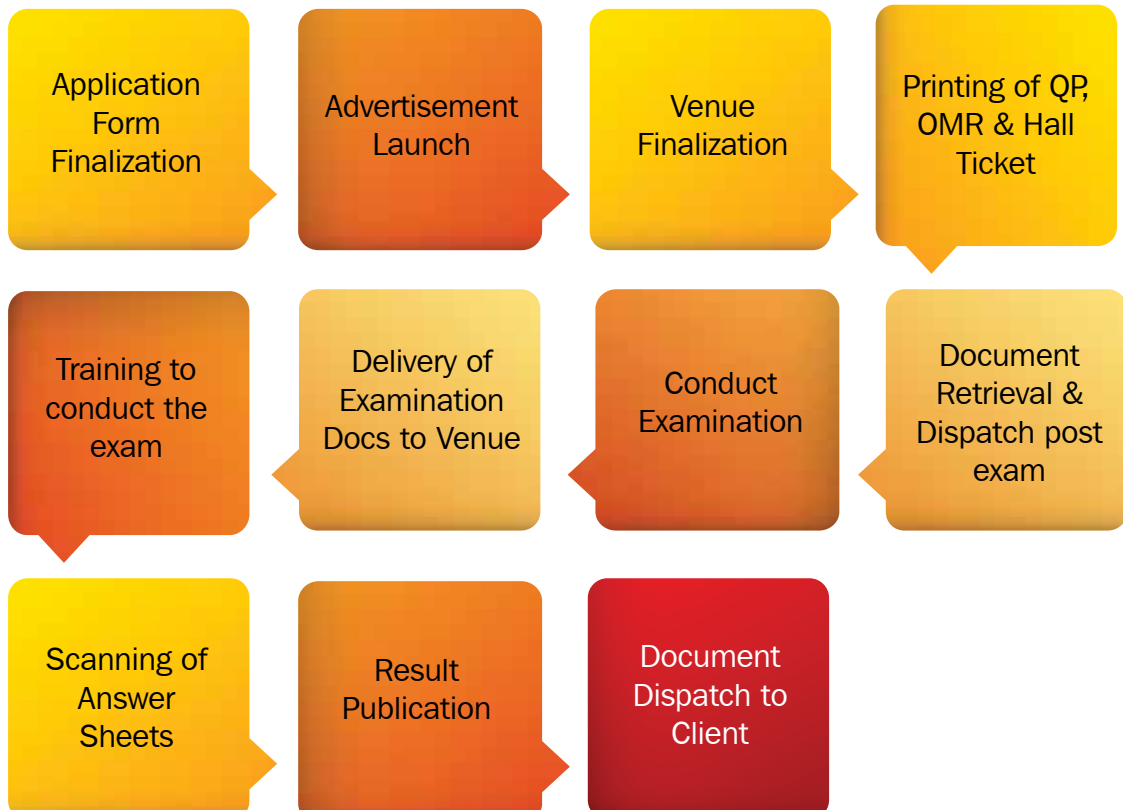 Application
Form
Finalization
Advertisement
Launch
Venue
Finalization
Printing of QP,
OMR & Hall
Ticket
Training to
conduct the
exam
Delivery of
Examination
Docs to Venue
Conduct
Examination
Document
Retrieval &
Dispatch post
exam
Scanning of
Answer
Sheets
Result
Publication
Document
Dispatch to
Client